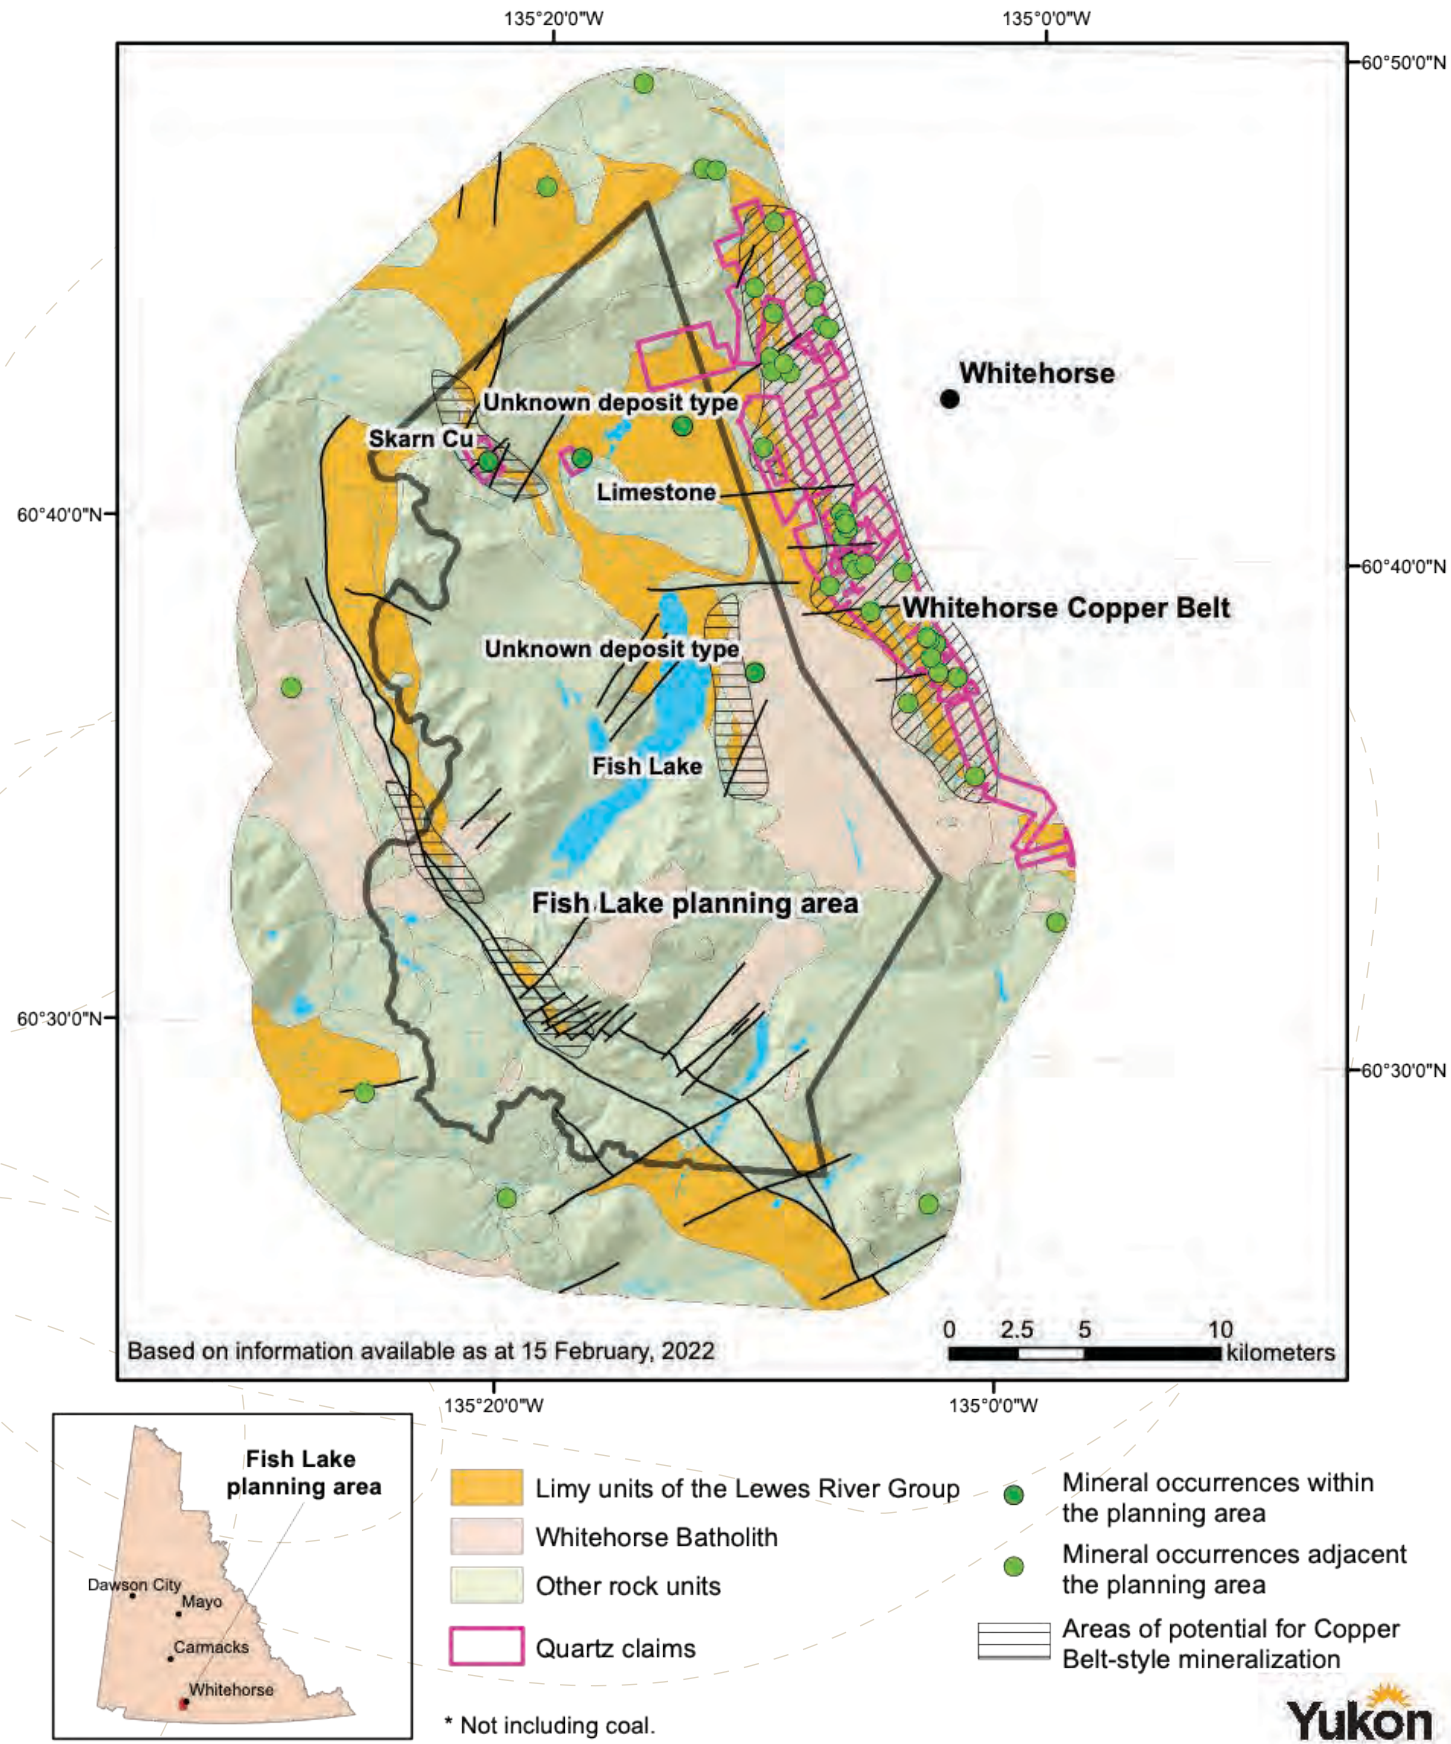 135°20'0"W
135°0'0"W
60°50'0"N
Whitehorse
Unknown deposit type
Skarn Cu
Limestone
60°40'0"N
60°40'0"N
Whitehorse Copper Belt
Unknown deposit type
Fish Lake
Fish Lake planning area
60°30'0"N
60°30'0"N
0 2.5 5 10
kilometers
Based on information available as at 15 February, 2022
135°20'0"W
135°0'0"W
Fish Lake
planning area
Dawson City
Mayo
Carmacks
Whitehorse
Limy units of the Lewes River Group
Whitehorse Batholith
Other rock units
Quartz claims
* Not including coal.
Mineral occurrences within
the planning area
Mineral occurrences adjacent
the planning area
Areas of potential for Copper
Belt-style mineralization
Yukon